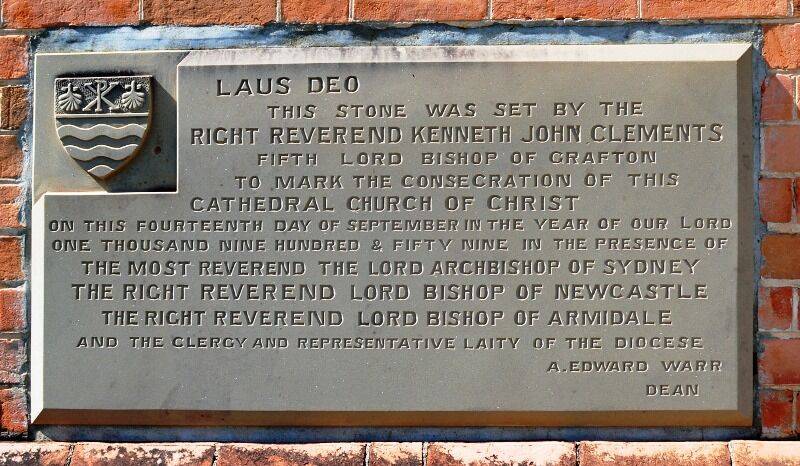 LAUS DEO
THIS STONE WAS SET BY THE
RIGHT REVEREND KENNETH JOHN CLEMENTS
FIFTH LORD BISHOP OF GRAFTON
TO MARK THE CONSECRATION OF THIS
CATHEDRAL CHURCH OF CHRIST
ON THIS FOURTEENTH DAY OF SEPTEMBER IN THE YEAR OF OUR LORD
ONE THOUSAND NINE HUNDRED & FIFTY NINE IN THE PRESENCE OF
THE MOST REVEREND THE LORD ARCHBISHOP OF SYDNEY
THE RIGHT REVEREND LORD BISHOP OF NEWCASTLE
THE RIGHT REVEREND LORD BISHOP OF ARMIDALE
AND THE CLERGY AND REPRESENTATIVE LAITY OF THE DIOCESE
A. EDWARD WARR
DEAN